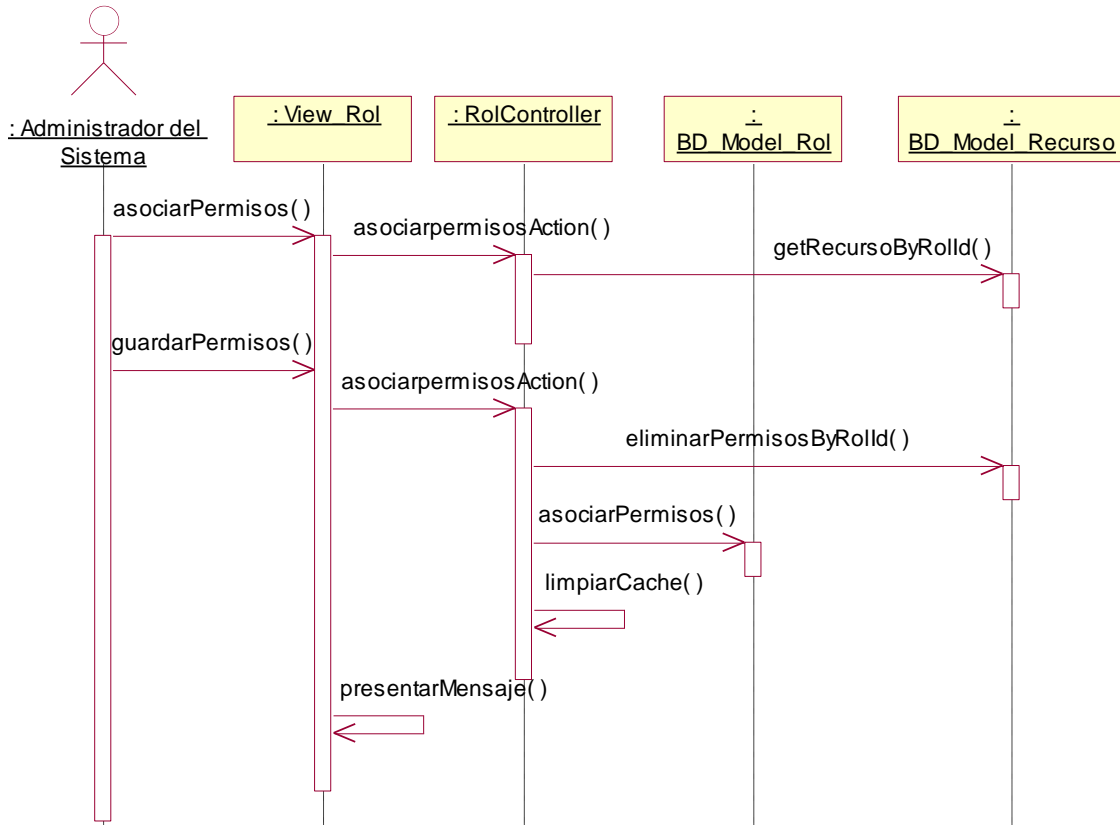 : Administrador del
Sistema
: View_Rol
: RolController
:
BD_Model_Rol
:
BD_Model_Recurso
asociarPermisos( )
asociarpermisosAction( )
getRecursoByRolId( )
guardarPermisos( )
asociarpermisosAction( )
eliminarPermisosByRolId( )
asociarPermisos( )
limpiarCache( )
presentarMensaje( )